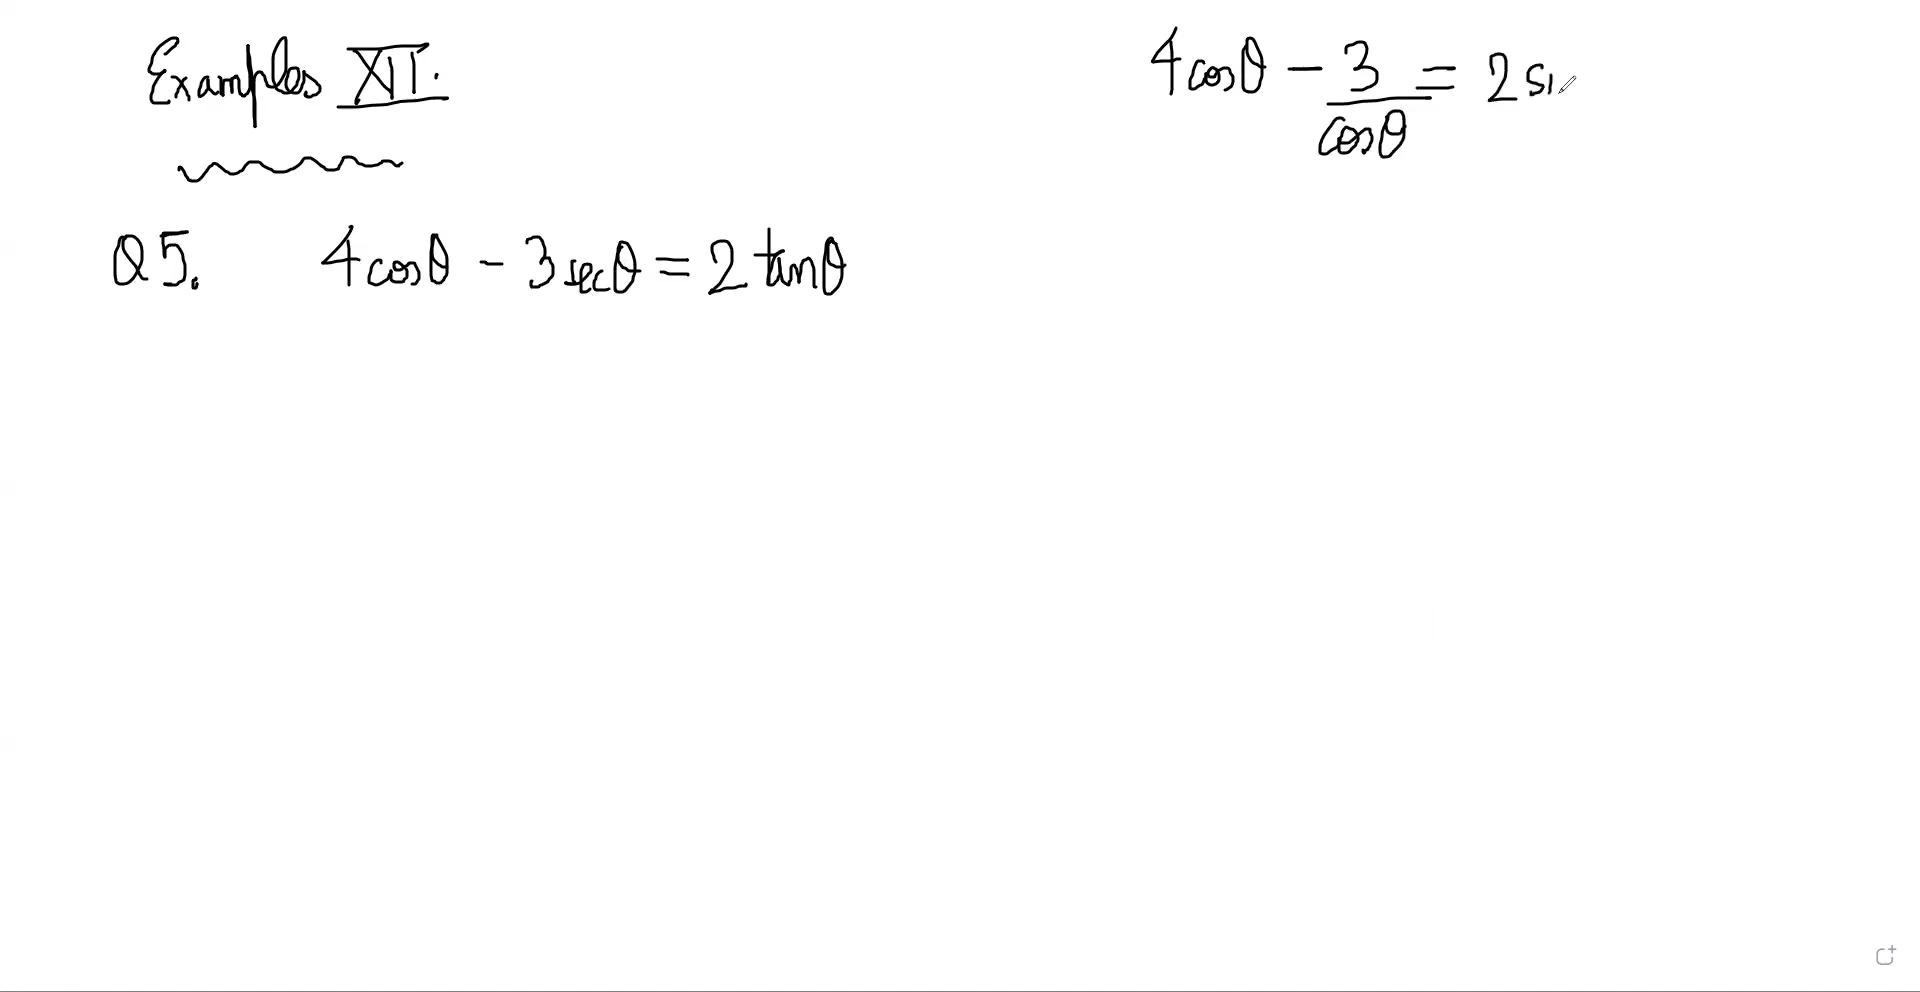 Examples XII.
Q5. 4cosθ - 3secθ = 2tanθ
4cosθ - 3/cosθ = 2si